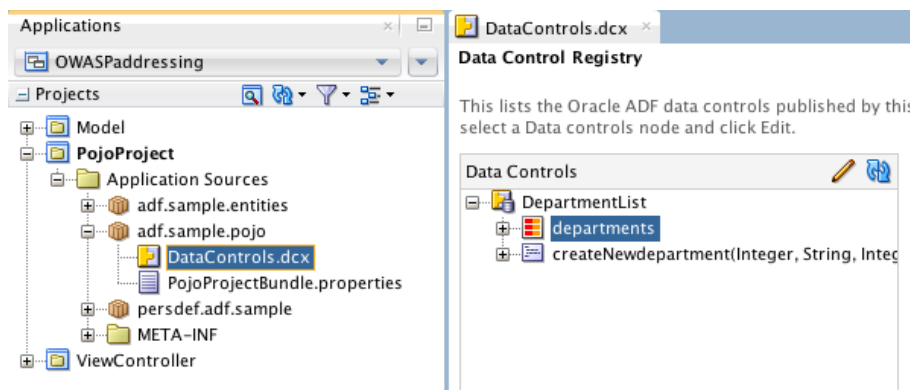 Applications
OWASPaddressing
Projects
Model
PojoProject
Application Sources
adf.sample.entities
adf.sample.pojo
DataControls.dcx
PojoProjectBundle.properties
persdef.adf.sample
META-INF
ViewController
DataControls.dcx
Data Control Registry
This lists the Oracle ADF data controls published by this
select a Data controls node and click Edit.
Data Controls
DepartmentList
departments
createNewdepartment(Integer, String, Integ